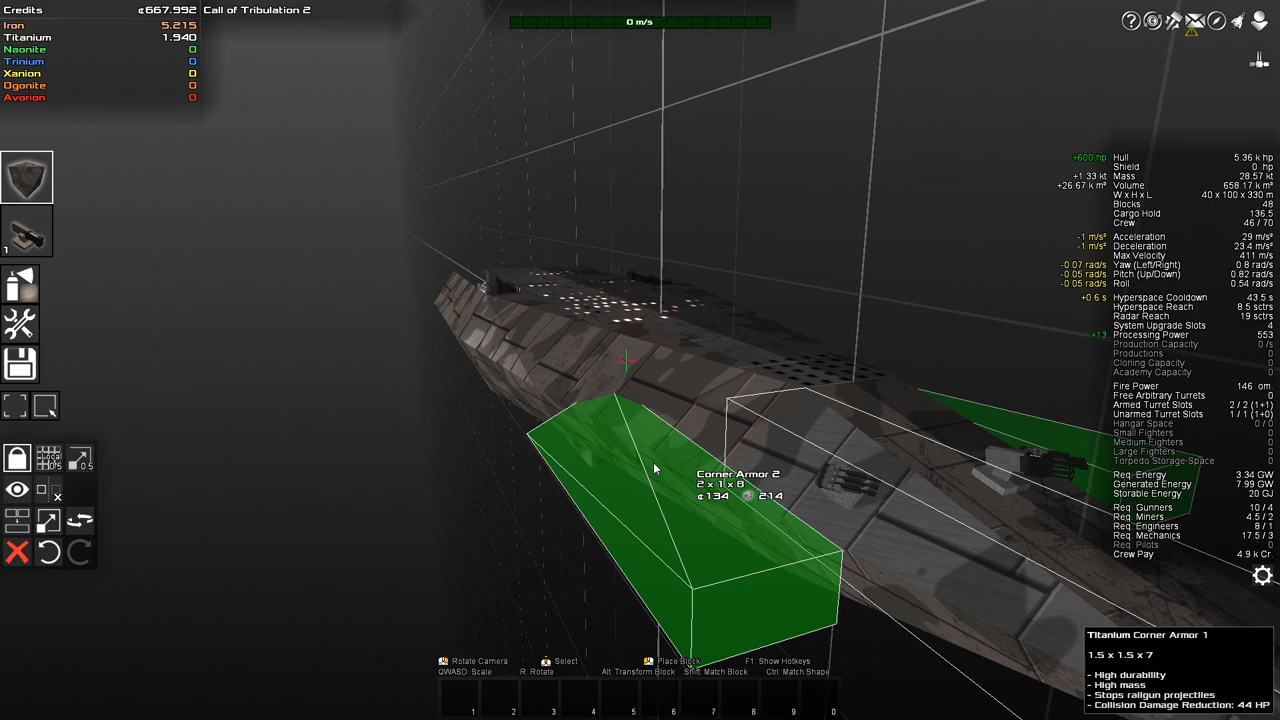 Credits ¢667.992
Iron 5.215
Titanium 1.940
Naonite 0
Trinium 0
Xanion 0
Ogonite 0
Avorion 0
Call of Tribulation 2
0 m/s
1
Local
0.5
0.5
+600 hp Hull 5.36 k hp
Shield 0 hp
+1.33 kt Mass 28.57 kt
+26.67 k m³ Volume 658.17 k m³
W x H x L 40 x 100 x 330 m
Blocks 48
Cargo Hold 136.5
Crew 46 / 70
-1 m/s² Acceleration 29 m/s²
-1 m/s² Deceleration 23.4 m/s²
Max Velocity 411 m/s
-0.07 rad/s Yaw (Left/Right) 0.8 rad/s
-0.05 rad/s Pitch (Up/Down) 0.82 rad/s
-0.05 rad/s Roll 0.54 rad/s
+0.6 s Hyperspace Cooldown 43.5 s
Hyperspace Reach 8.5 sctrs
Radar Reach 19 sctrs
System Upgrade Slots 4
+13 Processing Power 553
Production Capacity 0 /s
Productions 0
Cloning Capacity 0
Academy Capacity 0
Fire Power 146 om.
Free Arbitrary Turrets 0
Armed Turret Slots 2 / 2 (1+1)
Unarmed Turret Slots 1 / 1 (1+0)
Hangar Space 0 / 0
Small Fighters 0
Medium Fighters 0
Large Fighters 0
Torpedo Storage Space 0
Req. Energy 3.34 GW
Generated Energy 7.99 GW
Storable Energy 20 GJ
Req. Gunners 10 / 4
Req. Miners 4.5 / 2
Req. Engineers 8 / 1
Req. Mechanics 17.5 / 3
Req. Pilots 0
Crew Pay 4.9 k Cr.
Corner Armor 2
2 x 1 x 8
¢134 214
Rotate Camera Select Place Block F1: Show Hotkeys
QWASD: Scale R: Rotate Alt: Transform Block Shift: Match Block Ctrl: Match Shape
1 2 3 4 5 6 7 8 9 0
Titanium Corner Armor 1
1.5 x 1.5 x 7
- High durability
- High mass
- Stops railgun projectiles
- Collision Damage Reduction: 44 HP